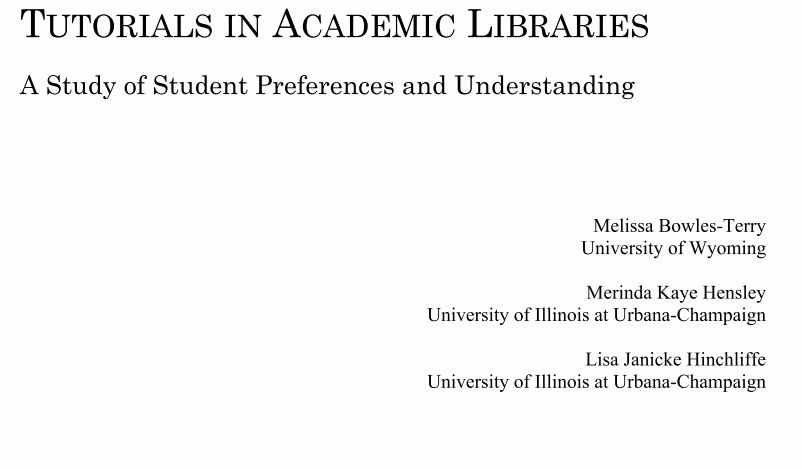 TUTORIALS IN ACADEMIC LIBRARIES
A Study of Student Preferences and Understanding
Melissa Bowles-Terry
University of Wyoming
Merinda Kaye Hensley
University of Illinois at Urbana-Champaign
Lisa Janicke Hinchliffe
University of Illinois at Urbana-Champaign